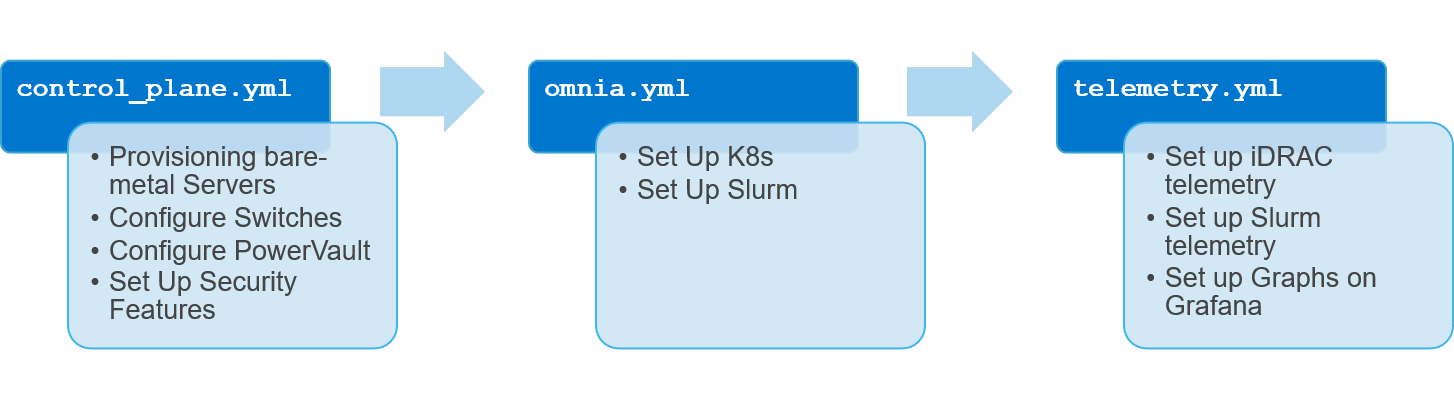 control_plane.yml
• Provisioning bare-
metal Servers
• Configure Switches
• Configure PowerVault
• Set Up Security
Features
omnia.yml
• Set Up K8s
• Set Up Slurm
telemetry.yml
• Set up iDRAC
telemetry
• Set up Slurm
telemetry
• Set up Graphs on
Grafana